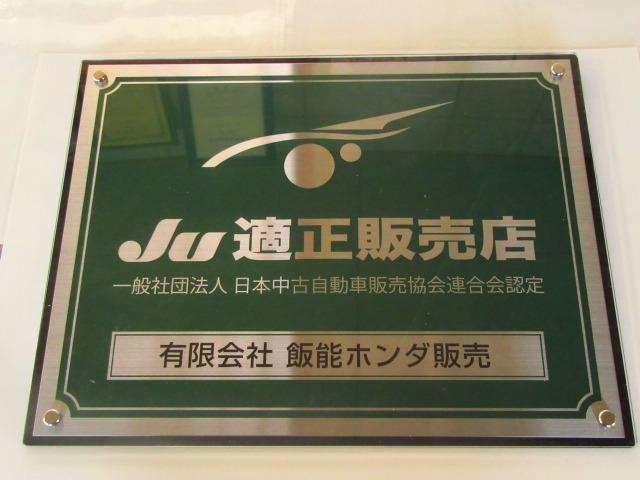 Ju 適正販売店
一般社団法人 日本中古自動車販売協会連合会認定
有限会社 飯能ホンダ販売